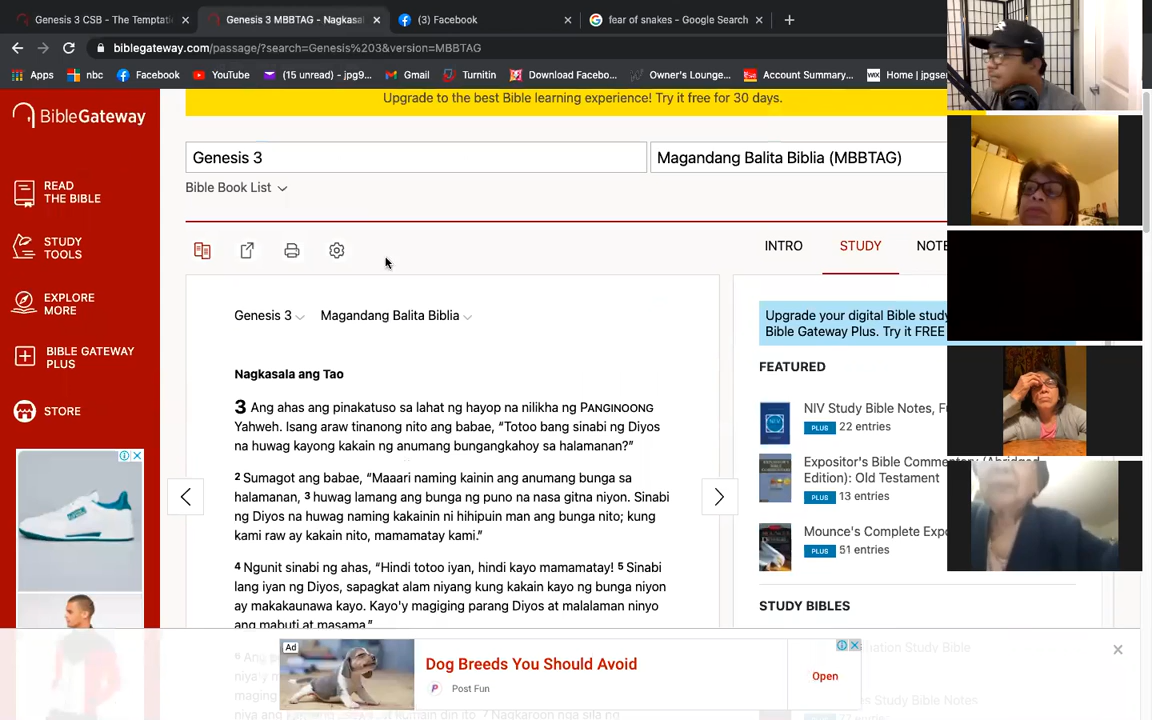 Genesis 3 CSB - The Temptati
Genesis 3 MBBTAG - Nagkasal
(3) Facebook
fear of snakes - Google Search
biblegateway.com/passage/?search=Genesis%203&version=MBBTAG
Apps
nbc
Facebook
YouTube
(15 unread) - jpg9...
Gmail
Turnitin
Download Facebo...
Owner's Lounge...
Account Summary...
Home | jpgser
BibleGateway
Upgrade to the best Bible learning experience! Try it free for 30 days.
Genesis 3
Magandang Balita Biblia (MBBTAG)
Bible Book List
READ
THE BIBLE
STUDY
TOOLS
EXPLORE
MORE
BIBLE GATEWAY
PLUS
STORE
INTRO
STUDY
NOTE
Genesis 3
Magandang Balita Biblia
Nagkasala ang Tao
3 Ang ahas ang pinakatuso sa lahat ng hayop na nilikha ng PANGINOONG
Yahweh. Isang araw tinanong nito ang babae, “Totoo bang sinabi ng Diyos
na huwag kayong kakain ng anumang bungangkahoy sa halamanan?”
2 Sumagot ang babae, “Maaari naming kainin ang anumang bunga sa
halamanan, 3 huwag lamang ang bunga ng puno na nasa gitna niyon. Sinabi
ng Diyos na huwag naming kakainin ni hihipuin man ang bunga nito; kung
kami raw ay kakain nito, mamamatay kami.”
4 Ngunit sinabi ng ahas, “Hindi totoo iyan, hindi kayo mamamatay! 5 Sinabi
lang iyan ng Diyos, sapagkat alam niyang kung kakain kayo ng bunga niyon
ay makakaunawa kayo. Kayo'y magiging parang Diyos at malalaman ninyo
ang mabuti at masama.”
Upgrade your digital Bible study
Bible Gateway Plus. Try it FREE
FEATURED
NIV Study Bible Notes, Fu
PLUS 22 entries
Expositor's Bible Commentary (Abridged
Edition): Old Testament
PLUS 13 entries
Mounce's Complete Expo
PLUS 51 entries
STUDY BIBLES
Ad
Dog Breeds You Should Avoid
Post Fun
Open